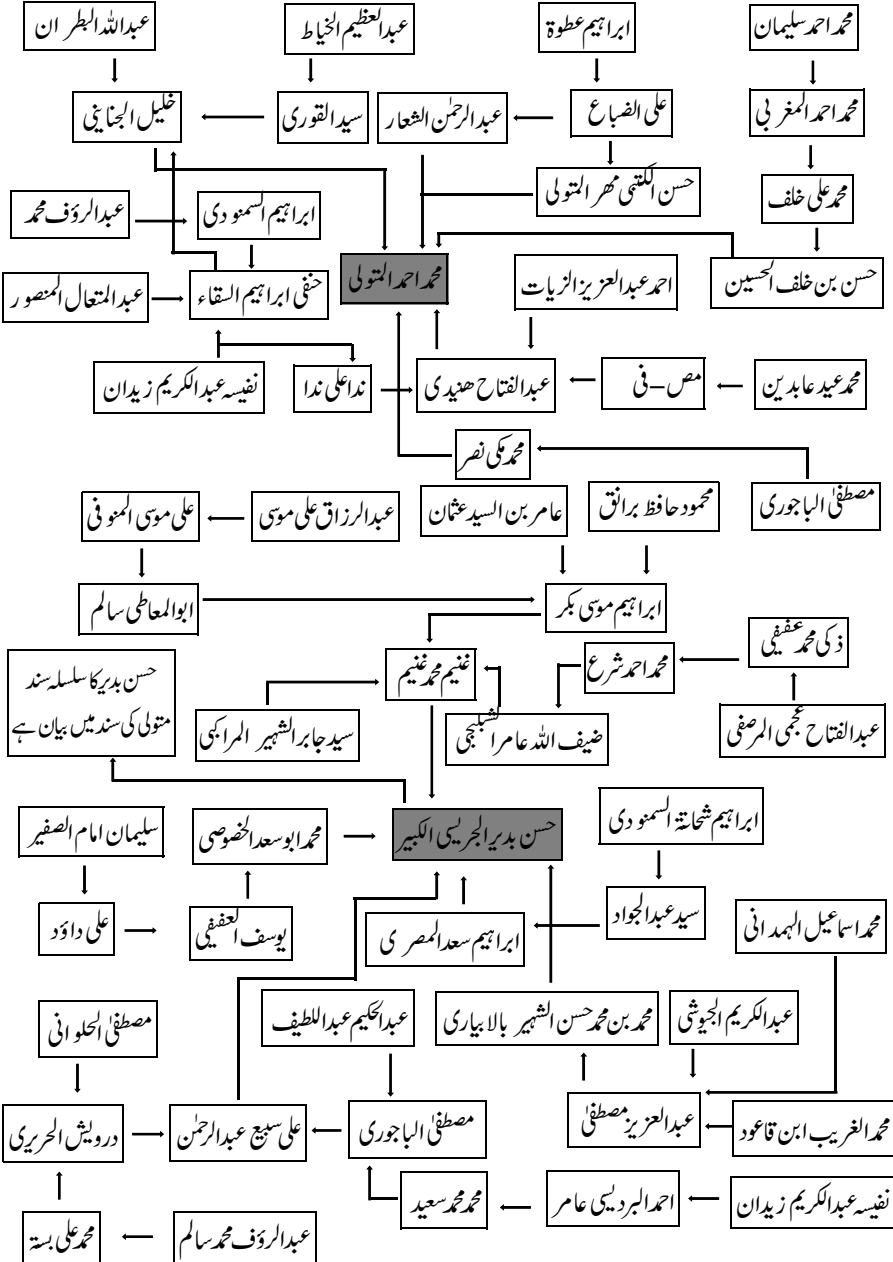 محمد احمد سلیمان
ابراہیم عطوۃ
عبدالعظیم الخیاط
عبداللہ البطران
محمد احمد المغربی
علی الضباع
عبدالرحمٰن الشعار
سید القوری
خلیل الجناینی
محمد علی خلف
حسن الکتبی صھر المتولی
ابراہیم السمنودی
عبدالرؤف محمد
حسن بن خلف الحسین
احمد عبدالعزیز الزیات
محمد احمد المتولی
حنفی ابراہیم السقاء
عبدالمتعال المنصور
محمد عید عابدین
عبدالفتاح ھنیدی
ندا علی ندا
نفیسہ عبدالکریم زیدان
محمد مکی نصر
مصطفیٰ الباجوری
محمود حافظ برانق
عامر بن السید عثمان
عبدالرزاق علی موسی
علی موسی المنوفی
ابراہیم موسی بکر
ابوالمعاطی سالم
ذکی محمد عفیفی
محمد احمد شرع
غنیم محمد غنیم
حسن بدیر کا سلسلہ سند
متولی کی سند میں بیان ہے
عبدالفتاح عجمی المرصفی
ضیف اللہ عامر الشبلنجی
سید جابر الشہیر المراکبی
ابراہیم شحاتۃ السمنودی
حسن بدیر الجریسی الکبیر
محمد ابو سعد الخصوصی
سلیمان امام الصغیر
محمد اسماعیل الہمدانی
سید عبدالجواد
ابراہیم سعد المصری
یوسف العفیفی
علی داؤد
عبدالکریم الجیوشی
محمد بن محمد حسن الشہیر بالابیاری
عبدالحکیم عبداللطیف
مصطفیٰ الحلوانی
محمد الغریب ابن قاعود
عبدالعزیز مصطفیٰ
مصطفیٰ الباجوری
علی سبیع عبدالرحمٰن
درویش الحریری
نفیسہ عبدالکریم زیدان
احمد البردیسی عامر
محمد محمد سعید
عبدالرؤف محمد سالم
محمد علی بستہ